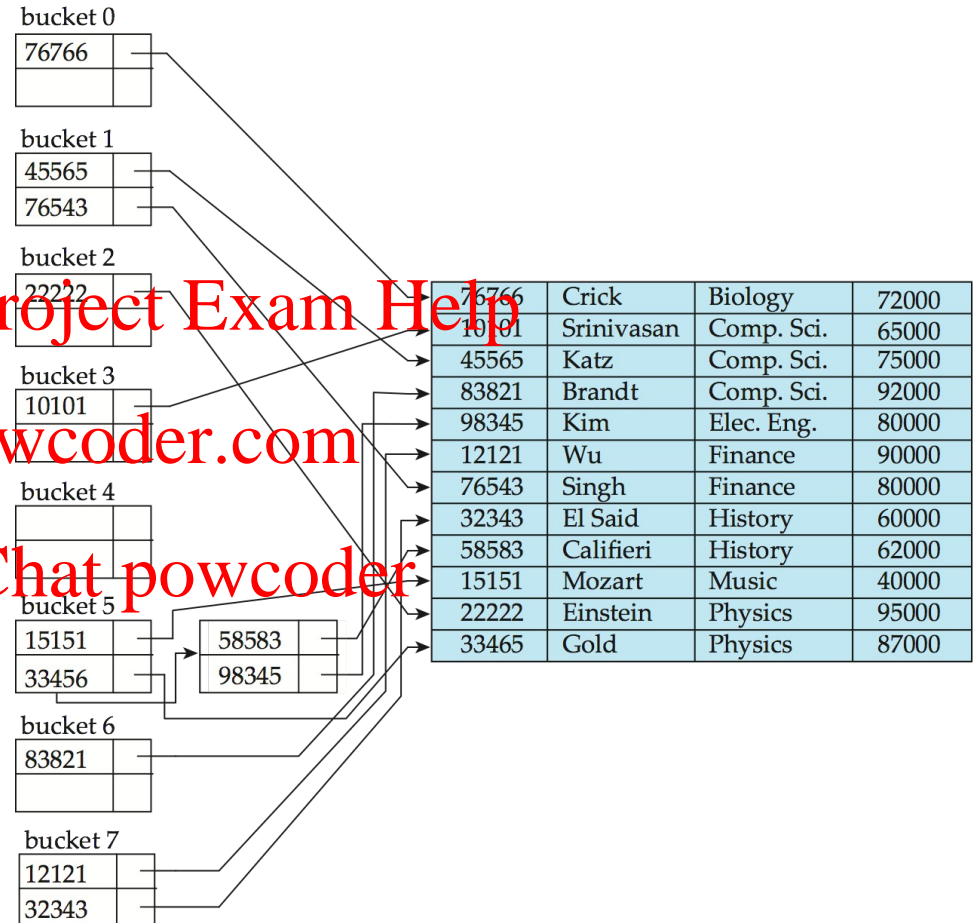 bucket 0
76766
bucket 1
45565
76543
bucket 2
22222
bucket 3
10101
bucket 4
bucket 5
15151
33456
58583
98345
bucket 6
83821
bucket 7
12121
32343
76766 Crick Biology 72000
10101 Srinivasan Comp. Sci. 65000
45565 Katz Comp. Sci. 75000
83821 Brandt Comp. Sci. 92000
98345 Kim Elec. Eng. 80000
12121 Wu Finance 90000
76543 Singh Finance 80000
32343 El Said History 60000
58583 Califieri History 62000
15151 Mozart Music 40000
22222 Einstein Physics 95000
33465 Gold Physics 87000
roject Exam Help
wcoder.com
Chat powcoder